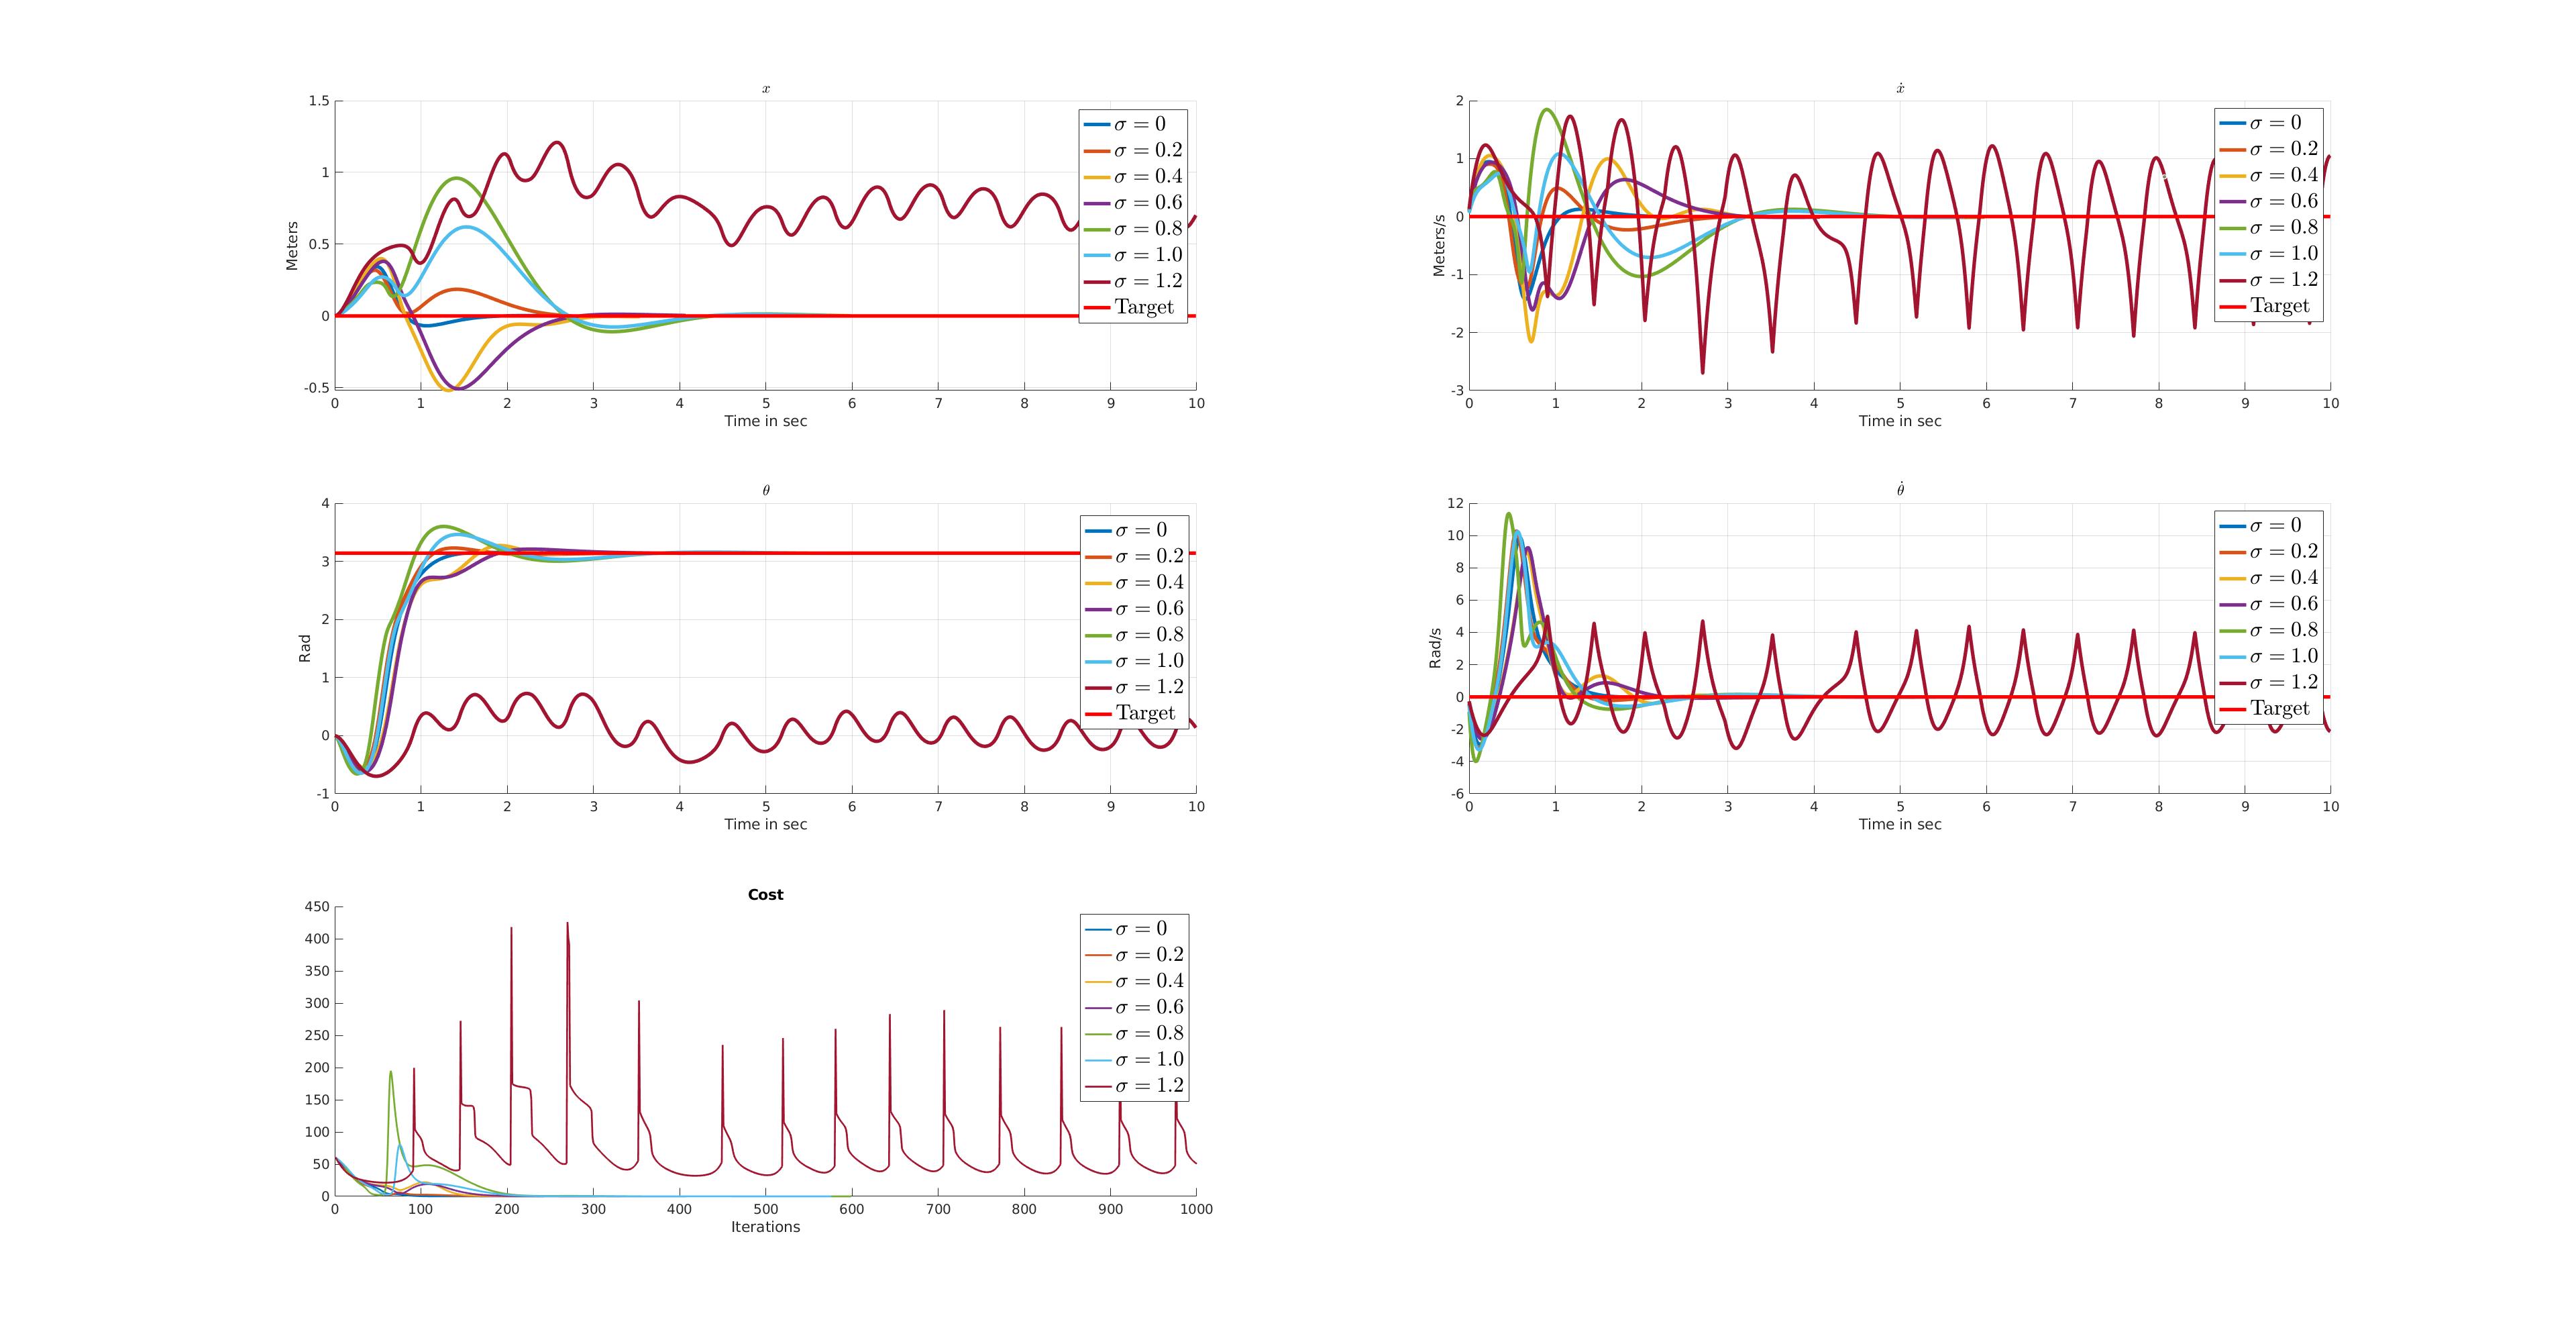 x
1.5
1
0.5
0
-0.5
Meters
0 1 2 3 4 5 6 7 8 9 10
Time in sec
σ = 0
σ = 0.2
σ = 0.4
σ = 0.6
σ = 0.8
σ = 1.0
σ = 1.2
Target
ẋ
2
1
0
-1
-2
-3
Meters/s
0 1 2 3 4 5 6 7 8 9 10
Time in sec
σ = 0
σ = 0.2
σ = 0.4
σ = 0.6
σ = 0.8
σ = 1.0
σ = 1.2
Target
θ
4
3
2
1
0
-1
Rad
0 1 2 3 4 5 6 7 8 9 10
Time in sec
σ = 0
σ = 0.2
σ = 0.4
σ = 0.6
σ = 0.8
σ = 1.0
σ = 1.2
Target
θ̇
12
10
8
6
4
2
0
-2
-4
-6
Rad/s
0 1 2 3 4 5 6 7 8 9 10
Time in sec
σ = 0
σ = 0.2
σ = 0.4
σ = 0.6
σ = 0.8
σ = 1.0
σ = 1.2
Target
Cost
450
400
350
300
250
200
150
100
50
0
0 100 200 300 400 500 600 700 800 900 1000
Iterations
σ = 0
σ = 0.2
σ = 0.4
σ = 0.6
σ = 0.8
σ = 1.0
σ = 1.2